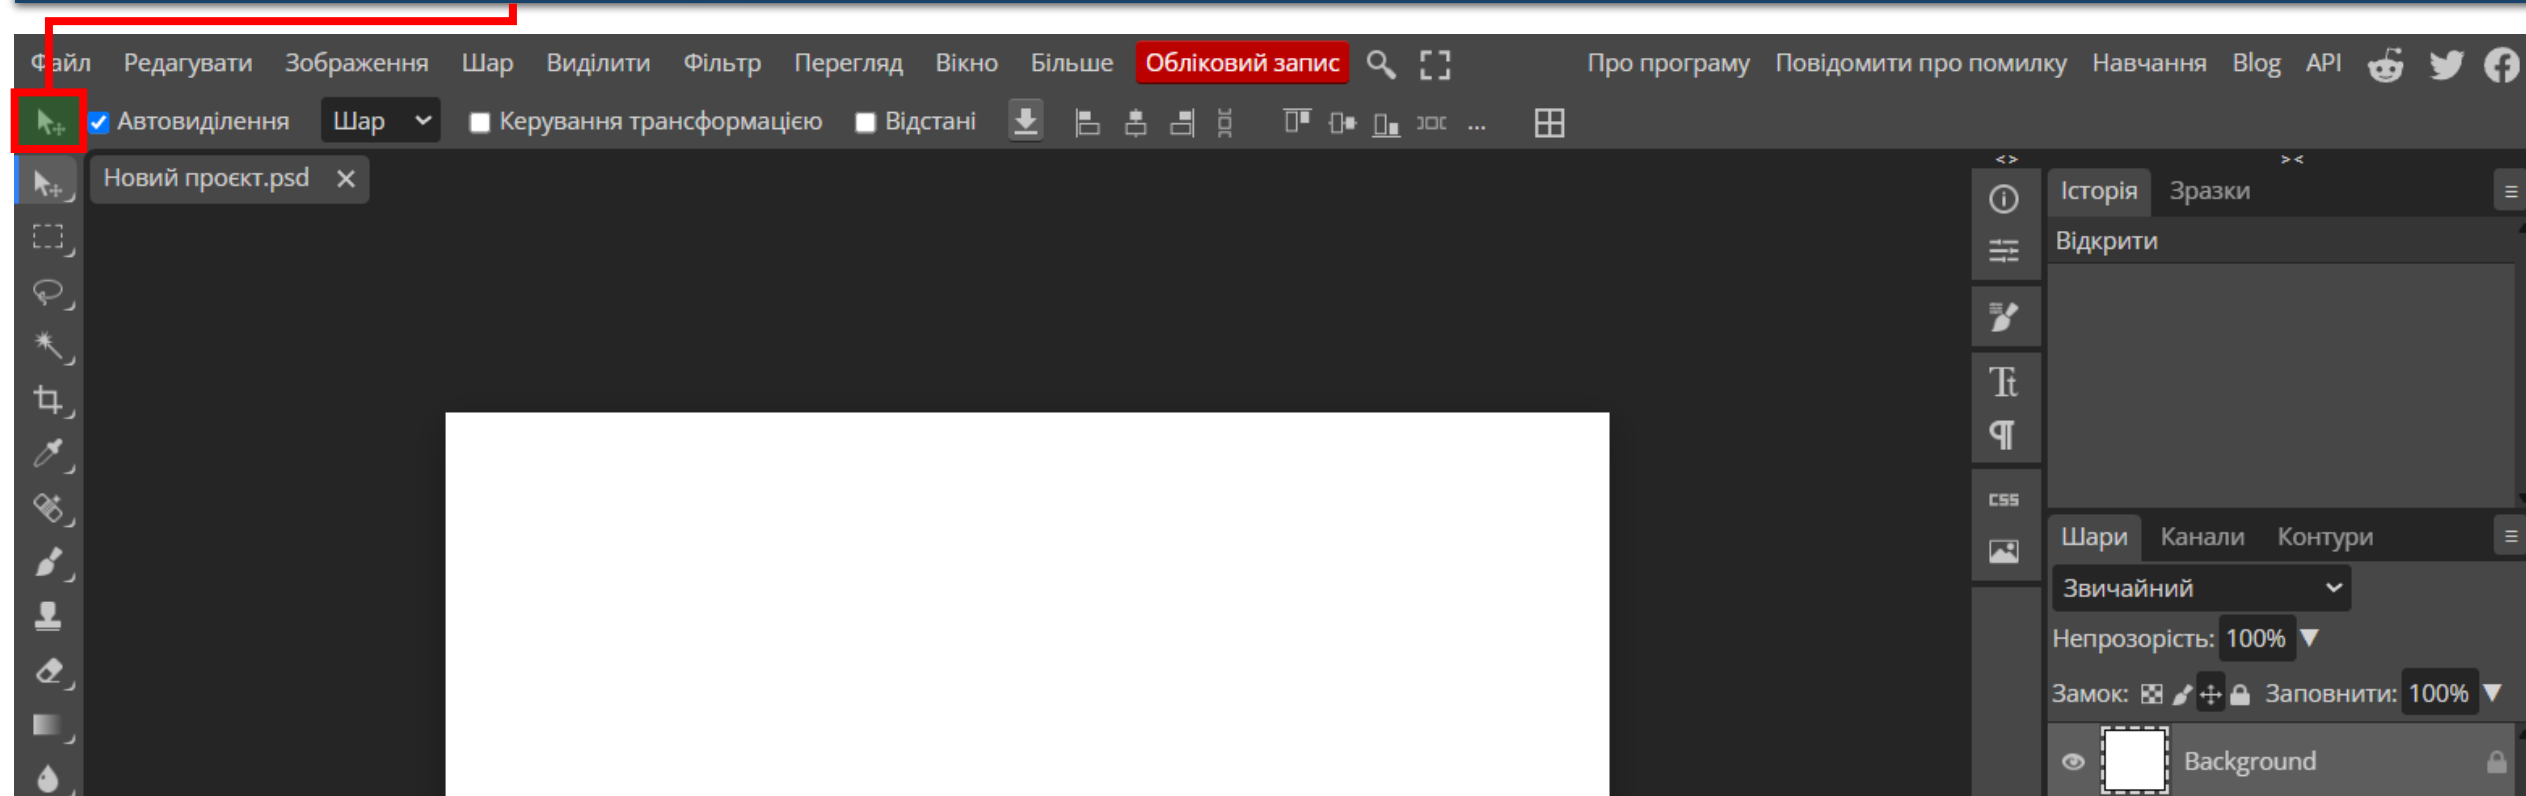 Файл Редагувати Зображення Шар Виділити Фільтр Перегляд Вікно Більше Обліковий запис Про програму Повідомити про помилку Навчання Blog API
Автовиділення Шар Керування трансформацією Відстані ...
Новий проєкт.psd
Історія Зразки
Відкрити
Tt
¶
CSS
Шари Канали Контури
Звичайний
Непрозорість: 100%
Замок: Заповнити: 100%
Background